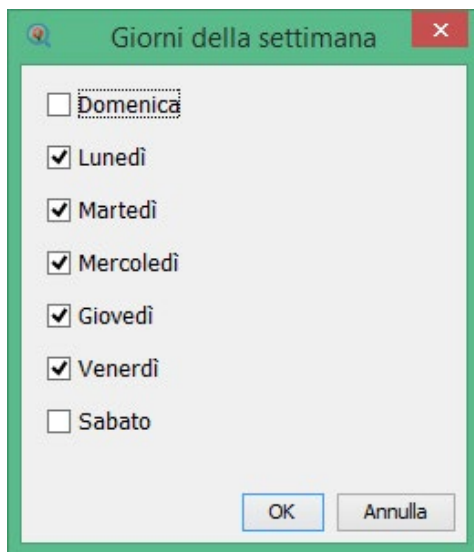 Giorni della settimana
Domenica
Lunedì
Martedì
Mercoledì
Giovedì
Venerdì
Sabato
OK Annulla